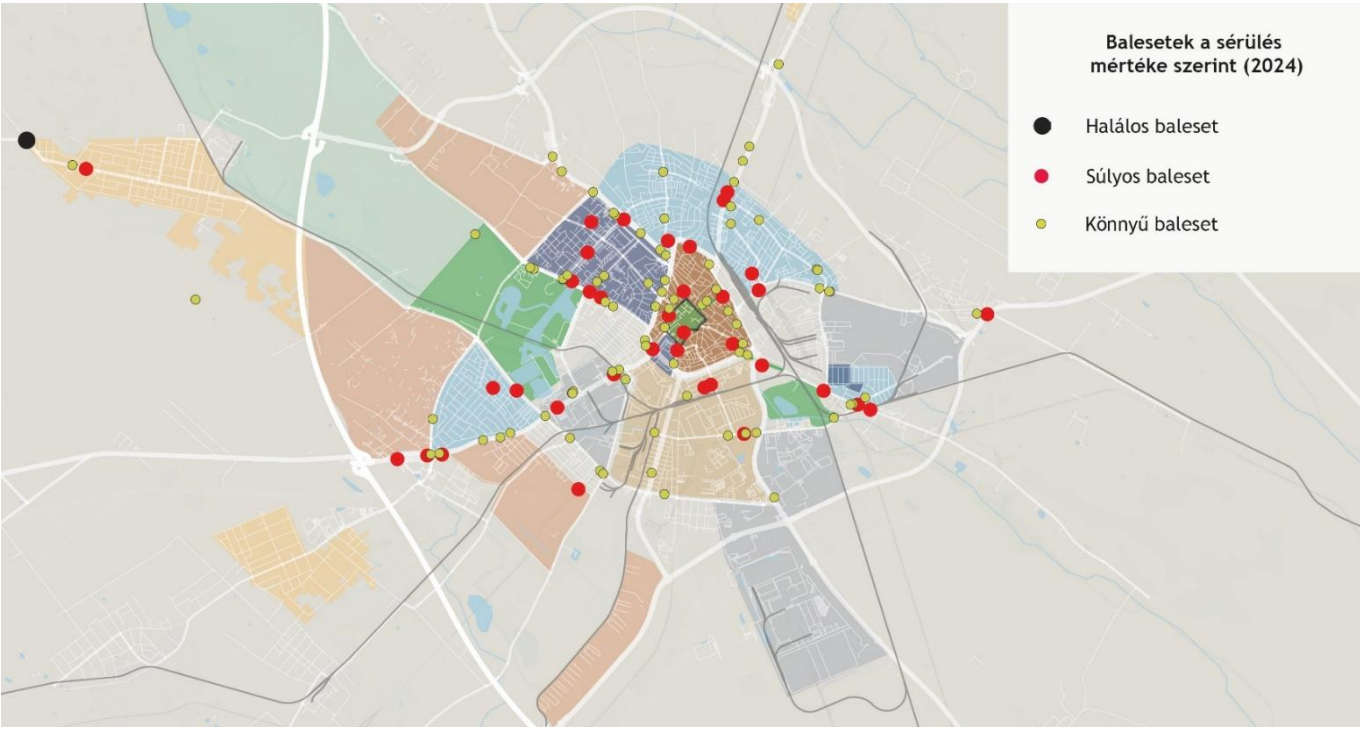 Balesetek a sérülés
mértéke szerint (2024)
Halálos baleset
Súlyos baleset
Könnyű baleset